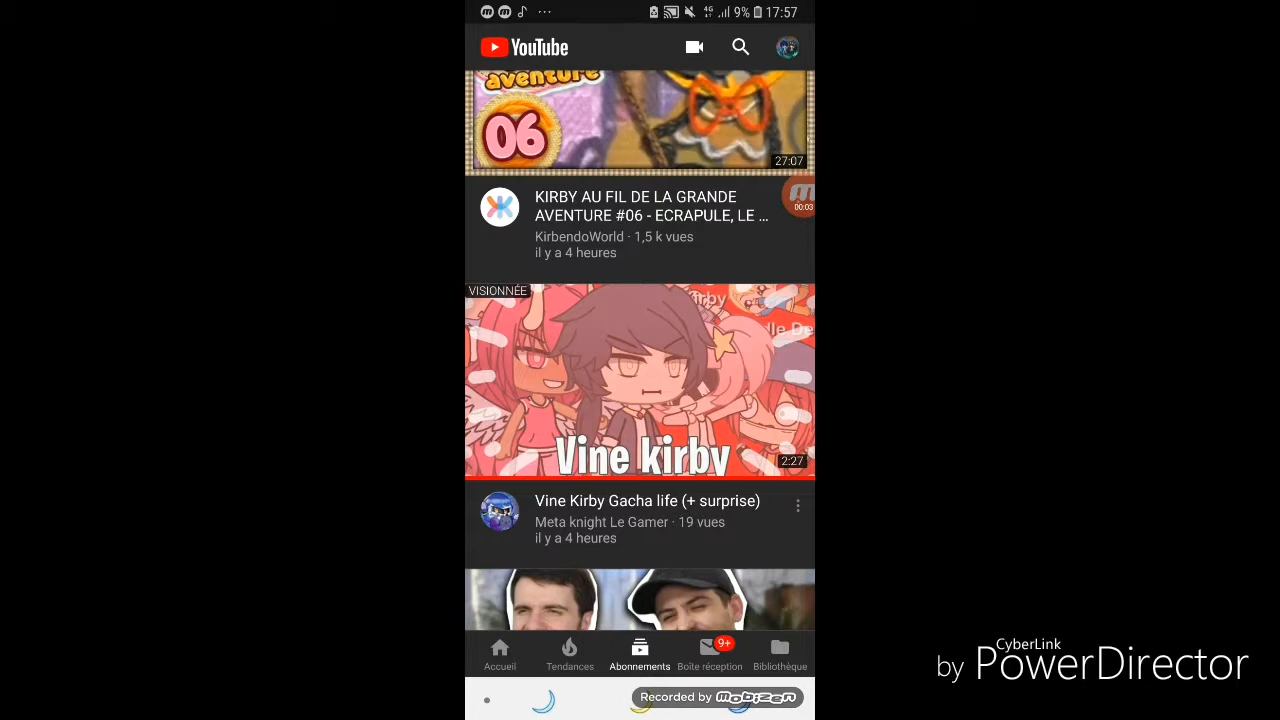 9% 17:57
4G
YouTube
aventure
06
27:07
KIRBY AU FIL DE LA GRANDE
AVENTURE #06 - ECRAPULE, LE ...
00:03
KirbendoWorld · 1,5 k vues
il y a 4 heures
VISIONNÉE
Vine kirby
2:27
Vine Kirby Gacha life (+ surprise)
Meta knight Le Gamer · 19 vues
il y a 4 heures
9+
Accueil Tendances Abonnements Boîte réception Bibliothèque
Recorded by mobizen
CyberLink
by PowerDirector